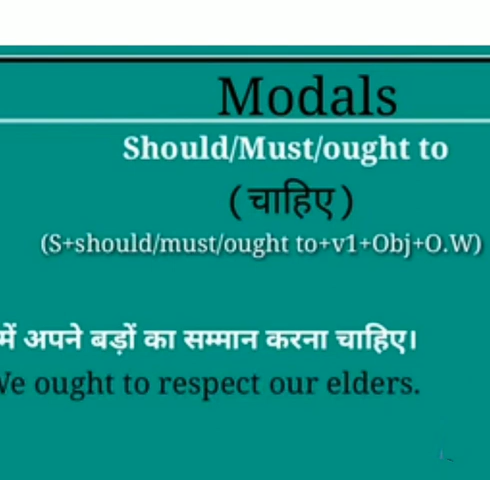 Modals
Should/Must/ought to
(चाहिए)
(S+should/must/ought to+v1+Obj+O.W)
अपने बड़ों का सम्मान करना चाहिए।
ought to respect our elders.